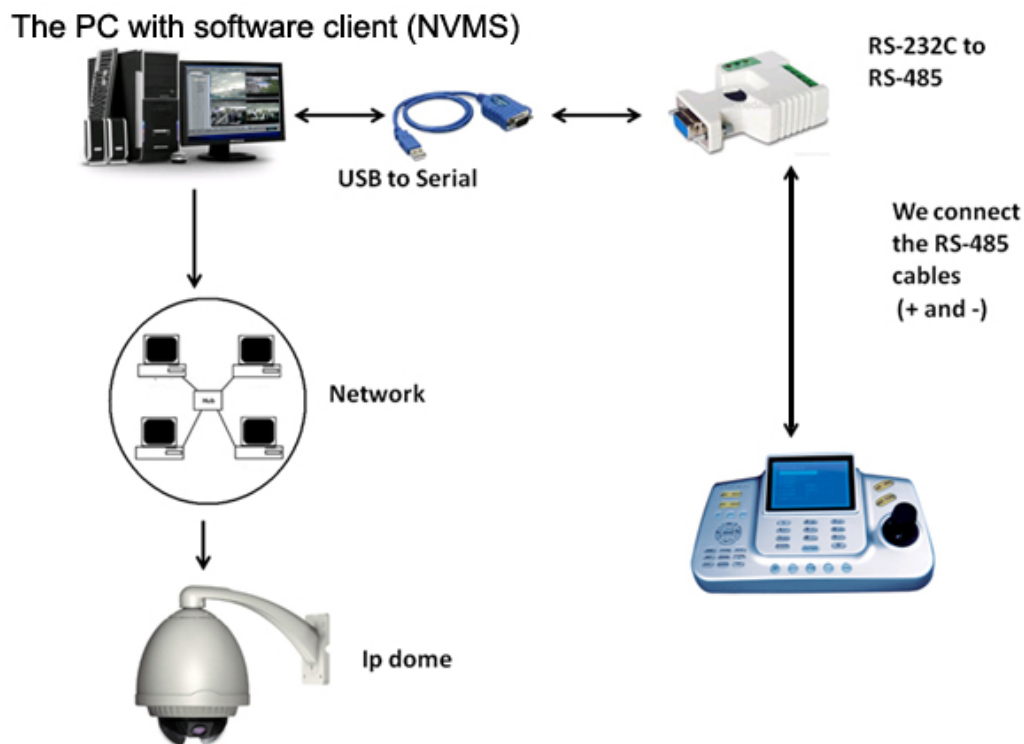 The PC with software client (NVMS)
USB to Serial
RS-232C to
RS-485
We connect
the RS-485
cables
(+ and -)
Hub
Network
Ip dome